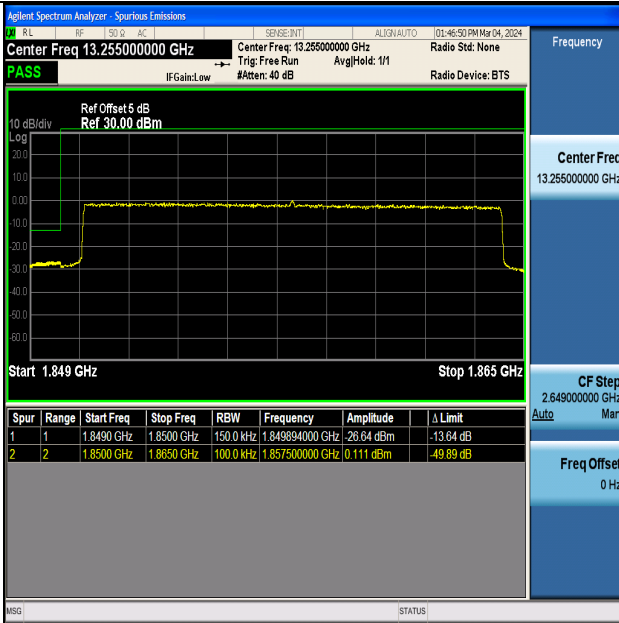 Agilent Spectrum Analyzer - Spurious Emissions
LXI RL RF 50 Ω AC SENSE:INT ALIGN AUTO 01:46:50 PM Mar 04, 2024
Center Freq 13.255000000 GHz
Center Freq: 13.255000000 GHz
Radio Std: None
Trig: Free Run Avg|Hold: 1/1
PASS
IFGain:Low
#Atten: 40 dB
Radio Device: BTS
Ref Offset 5 dB
10 dB/div Ref 30.00 dBm
Log
20.0
10.0
0.00
-10.0
-20.0
-30.0
-40.0
-50.0
-60.0
Start 1.849 GHz Stop 1.865 GHz
Spur Range Start Freq Stop Freq RBW Frequency Amplitude Δ Limit
1 1 1.8490 GHz 1.8500 GHz 150.0 kHz 1.849894000 GHz -26.64 dBm -13.64 dB
2 2 1.8500 GHz 1.8650 GHz 100.0 kHz 1.857500000 GHz 0.111 dBm -49.89 dB
MSG STATUS
Frequency
Center Freq
13.255000000 GHz
CF Step
2.649000000 GHz
Auto Man
Freq Offset
0 Hz